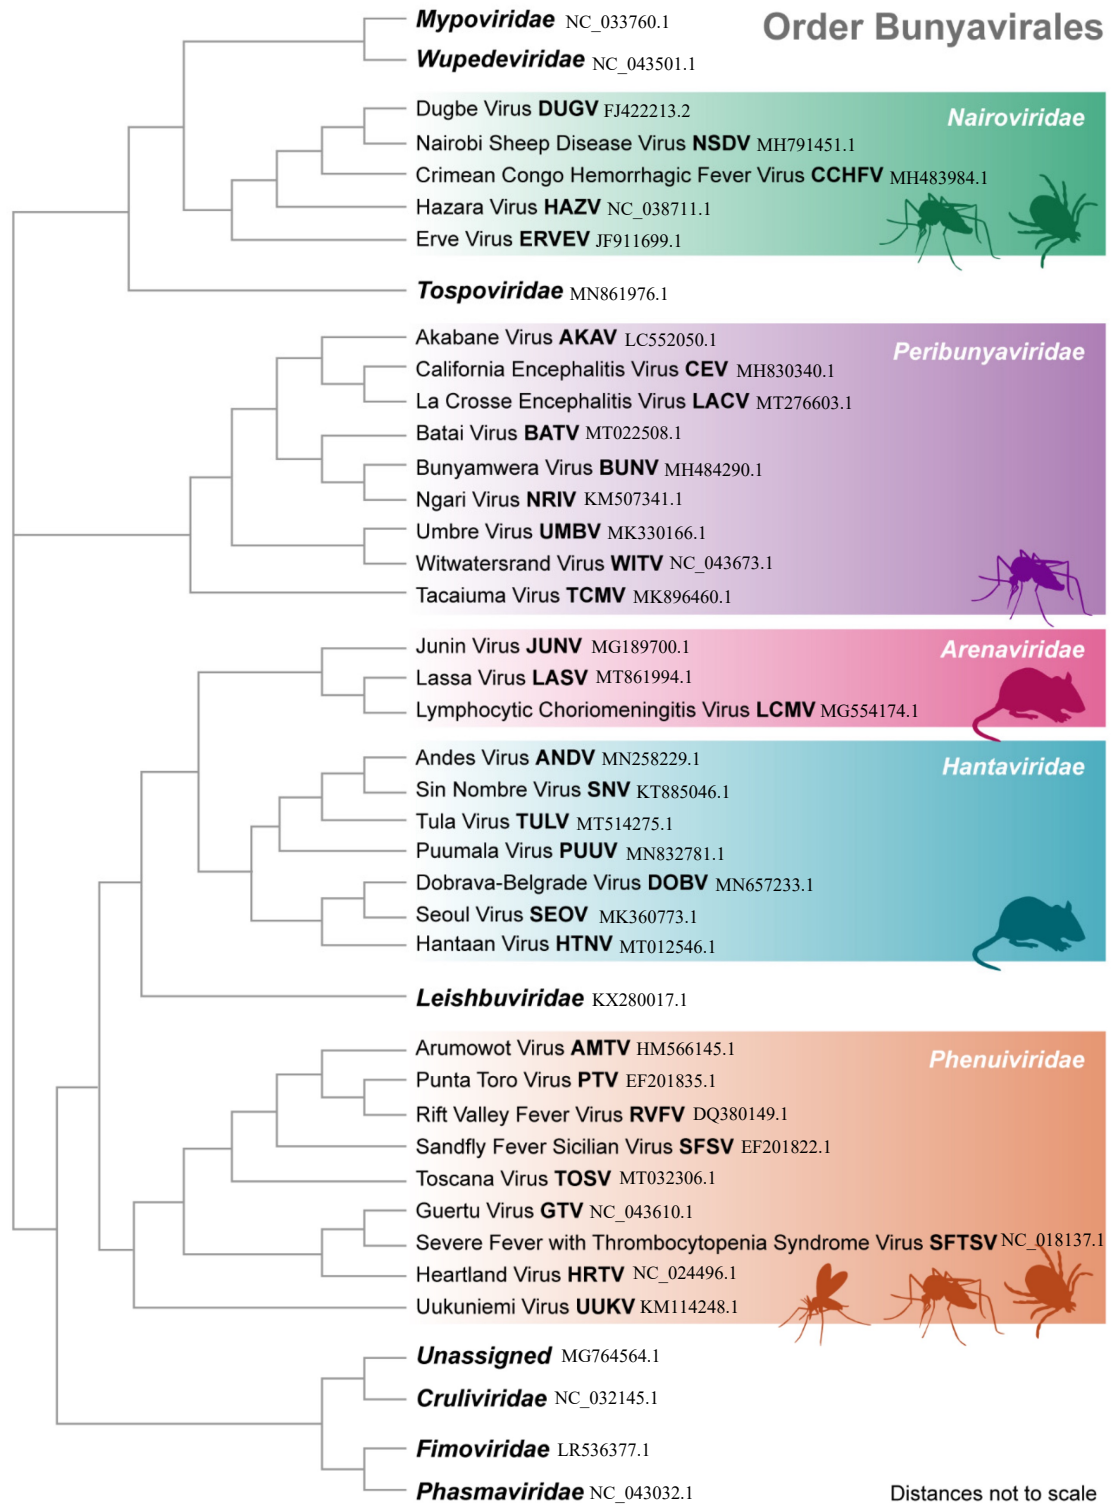 Mypoviridae NC_033760.1
Order Bunyavirales
Wupedeviridae NC_043501.1
Dugbe Virus DUGV FJ422213.2
Nairoviridae
Nairobi Sheep Disease Virus NSDV MH791451.1
Crimean Congo Hemorrhagic Fever Virus CCHFV MH483984.1
Hazara Virus HAZV NC_038711.1
Erve Virus ERVEV JF911699.1
Tospoviridae MN861976.1
Akabane Virus AKAV LC552050.1
Peribunyaviridae
California Encephalitis Virus CEV MH830340.1
La Crosse Encephalitis Virus LACV MT276603.1
Batai Virus BATV MT022508.1
Bunyamwera Virus BUNV MH484290.1
Ngari Virus NRIV KM507341.1
Umbre Virus UMBV MK330166.1
Witwatersrand Virus WITV NC_043673.1
Tacaiuma Virus TCMV MK896460.1
Junin Virus JUNV MG189700.1
Arenaviridae
Lassa Virus LASV MT861994.1
Lymphocytic Choriomeningitis Virus LCMV MG554174.1
Andes Virus ANDV MN258229.1
Hantaviridae
Sin Nombre Virus SNV KT885046.1
Tula Virus TULV MT514275.1
Puumala Virus PUUV MN832781.1
Dobrava-Belgrade Virus DOBV MN657233.1
Seoul Virus SEOV MK360773.1
Hantaan Virus HTNV MT012546.1
Leishbuviridae KX280017.1
Arumowot Virus AMTV HM566145.1
Phenuiviridae
Punta Toro Virus PTV EF201835.1
Rift Valley Fever Virus RVFV DQ380149.1
Sandfly Fever Sicilian Virus SFSV EF201822.1
Toscana Virus TOSV MT032306.1
Guertu Virus GTV NC_043610.1
Severe Fever with Thrombocytopenia Syndrome Virus SFTSV NC_018137.1
Heartland Virus HRTV NC_024496.1
Uukuniemi Virus UUKV KM114248.1
Unassigned MG764564.1
Cruliviridae NC_032145.1
Fimoviridae LR536377.1
Phasmaviridae NC_043032.1
Distances not to scale